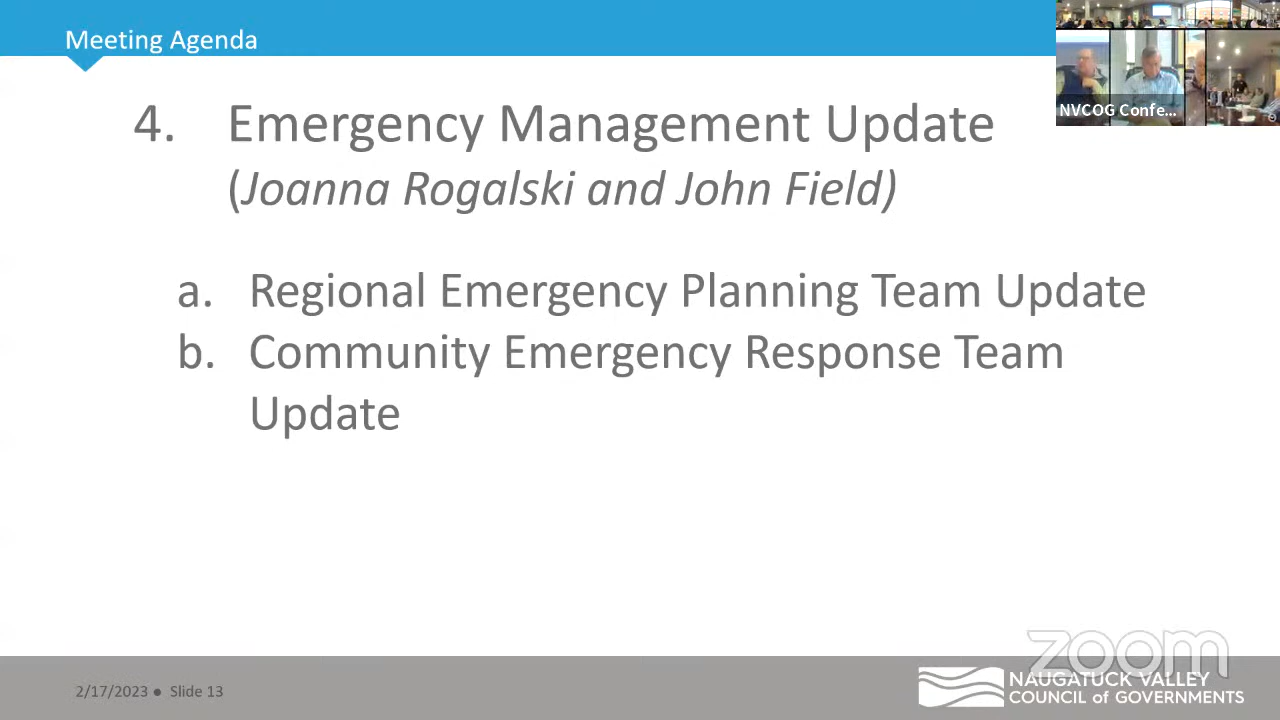 Meeting Agenda
NVCOG Confe...
4. Emergency Management Update
(Joanna Rogalski and John Field)
a. Regional Emergency Planning Team Update
b. Community Emergency Response Team
Update
zoom
2/17/2023 ● Slide 13
NAUGATUCK VALLEY
COUNCIL of GOVERNMENTS